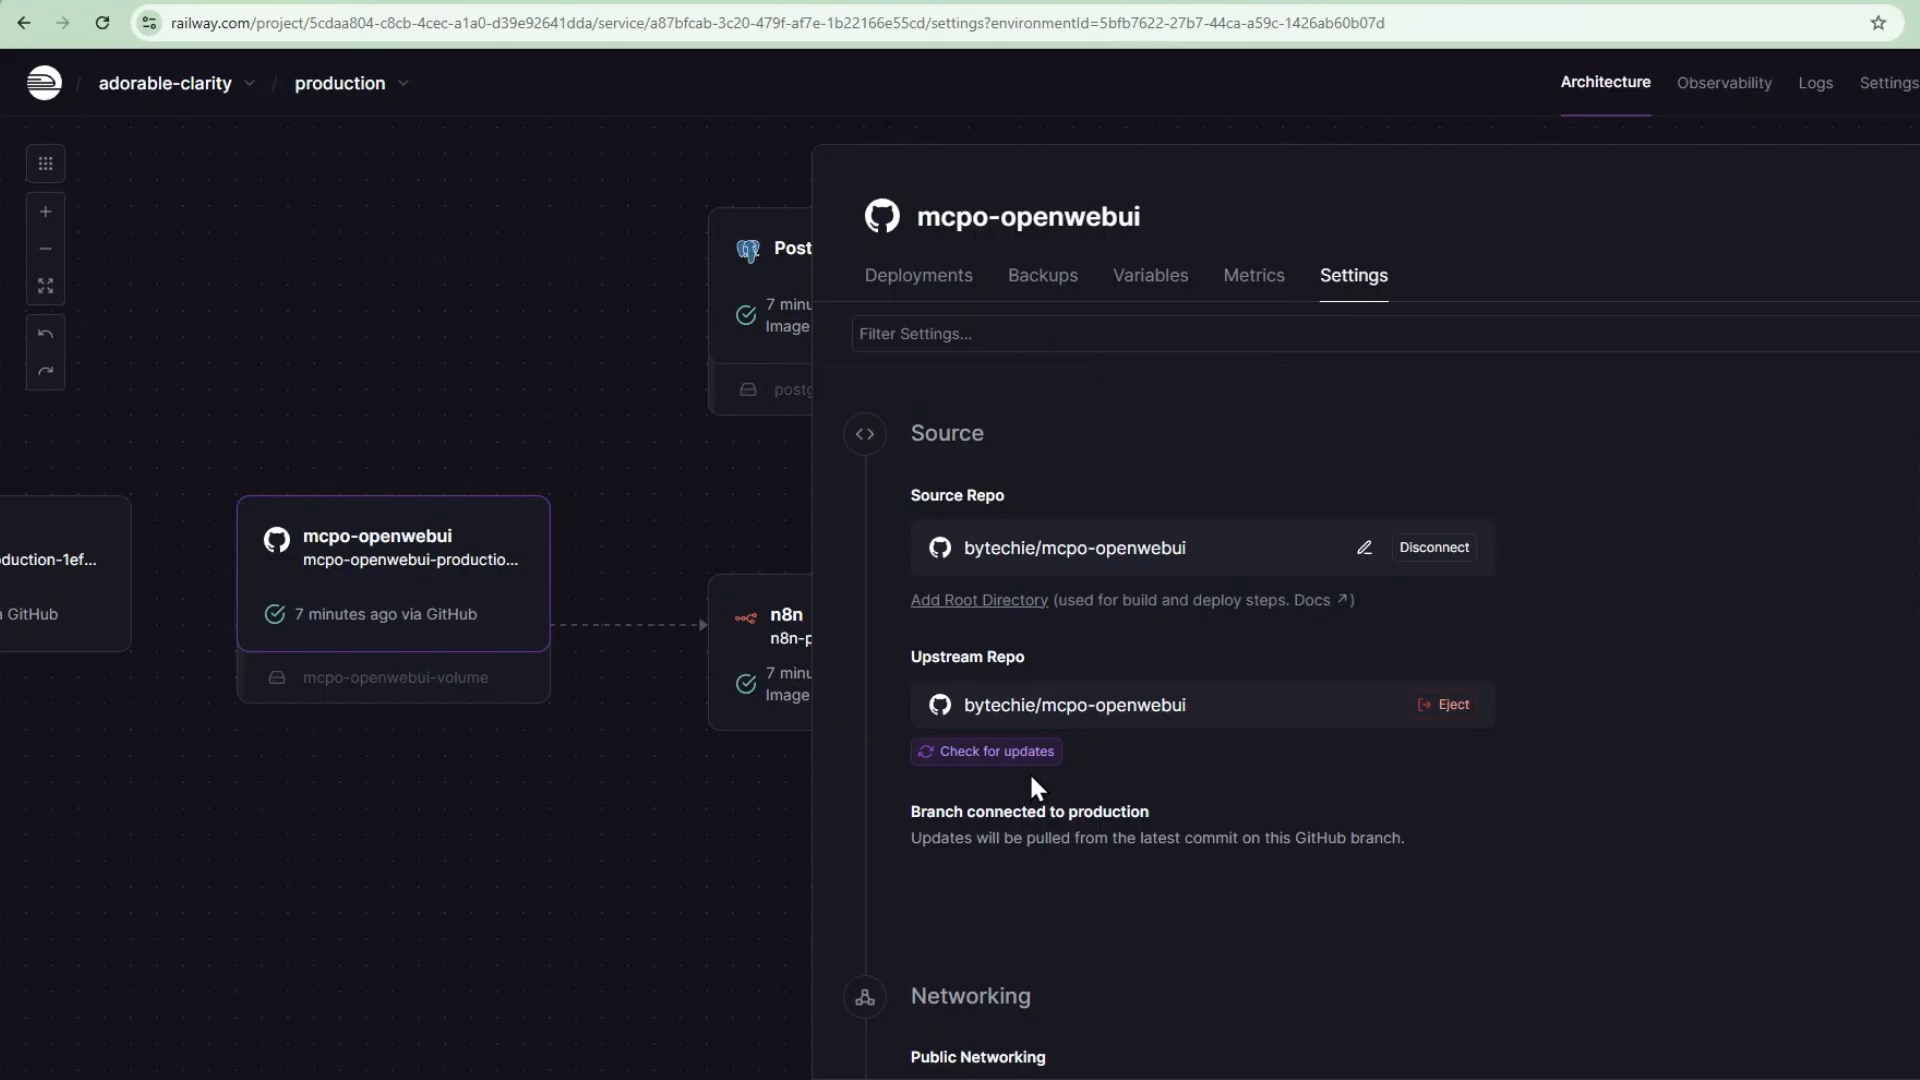 railway.com/project/5cdaa804-c8cb-4cec-a1a0-d39e92641dda/service/a87bfcab-3c20-479f-af7e-1b22166e55cd/settings?environmentId=5bfb7622-27b7-44ca-a59c-1426ab60b07d
/ adorable-clarity / production
Architecture Observability Logs Settings
mcpo-openwebui
Deployments Backups Variables Metrics Settings
Filter Settings...
Post
7 minu
Image
postg
Source
Source Repo
bytechie/mcpo-openwebui Disconnect
Add Root Directory (used for build and deploy steps. Docs ↗)
Upstream Repo
bytechie/mcpo-openwebui Eject
Check for updates
Branch connected to production
Updates will be pulled from the latest commit on this GitHub branch.
duction-1ef...
GitHub
mcpo-openwebui
mcpo-openwebui-productio...
7 minutes ago via GitHub
mcpo-openwebui-volume
n8n
n8n-p
7 minu
Image
Networking
Public Networking